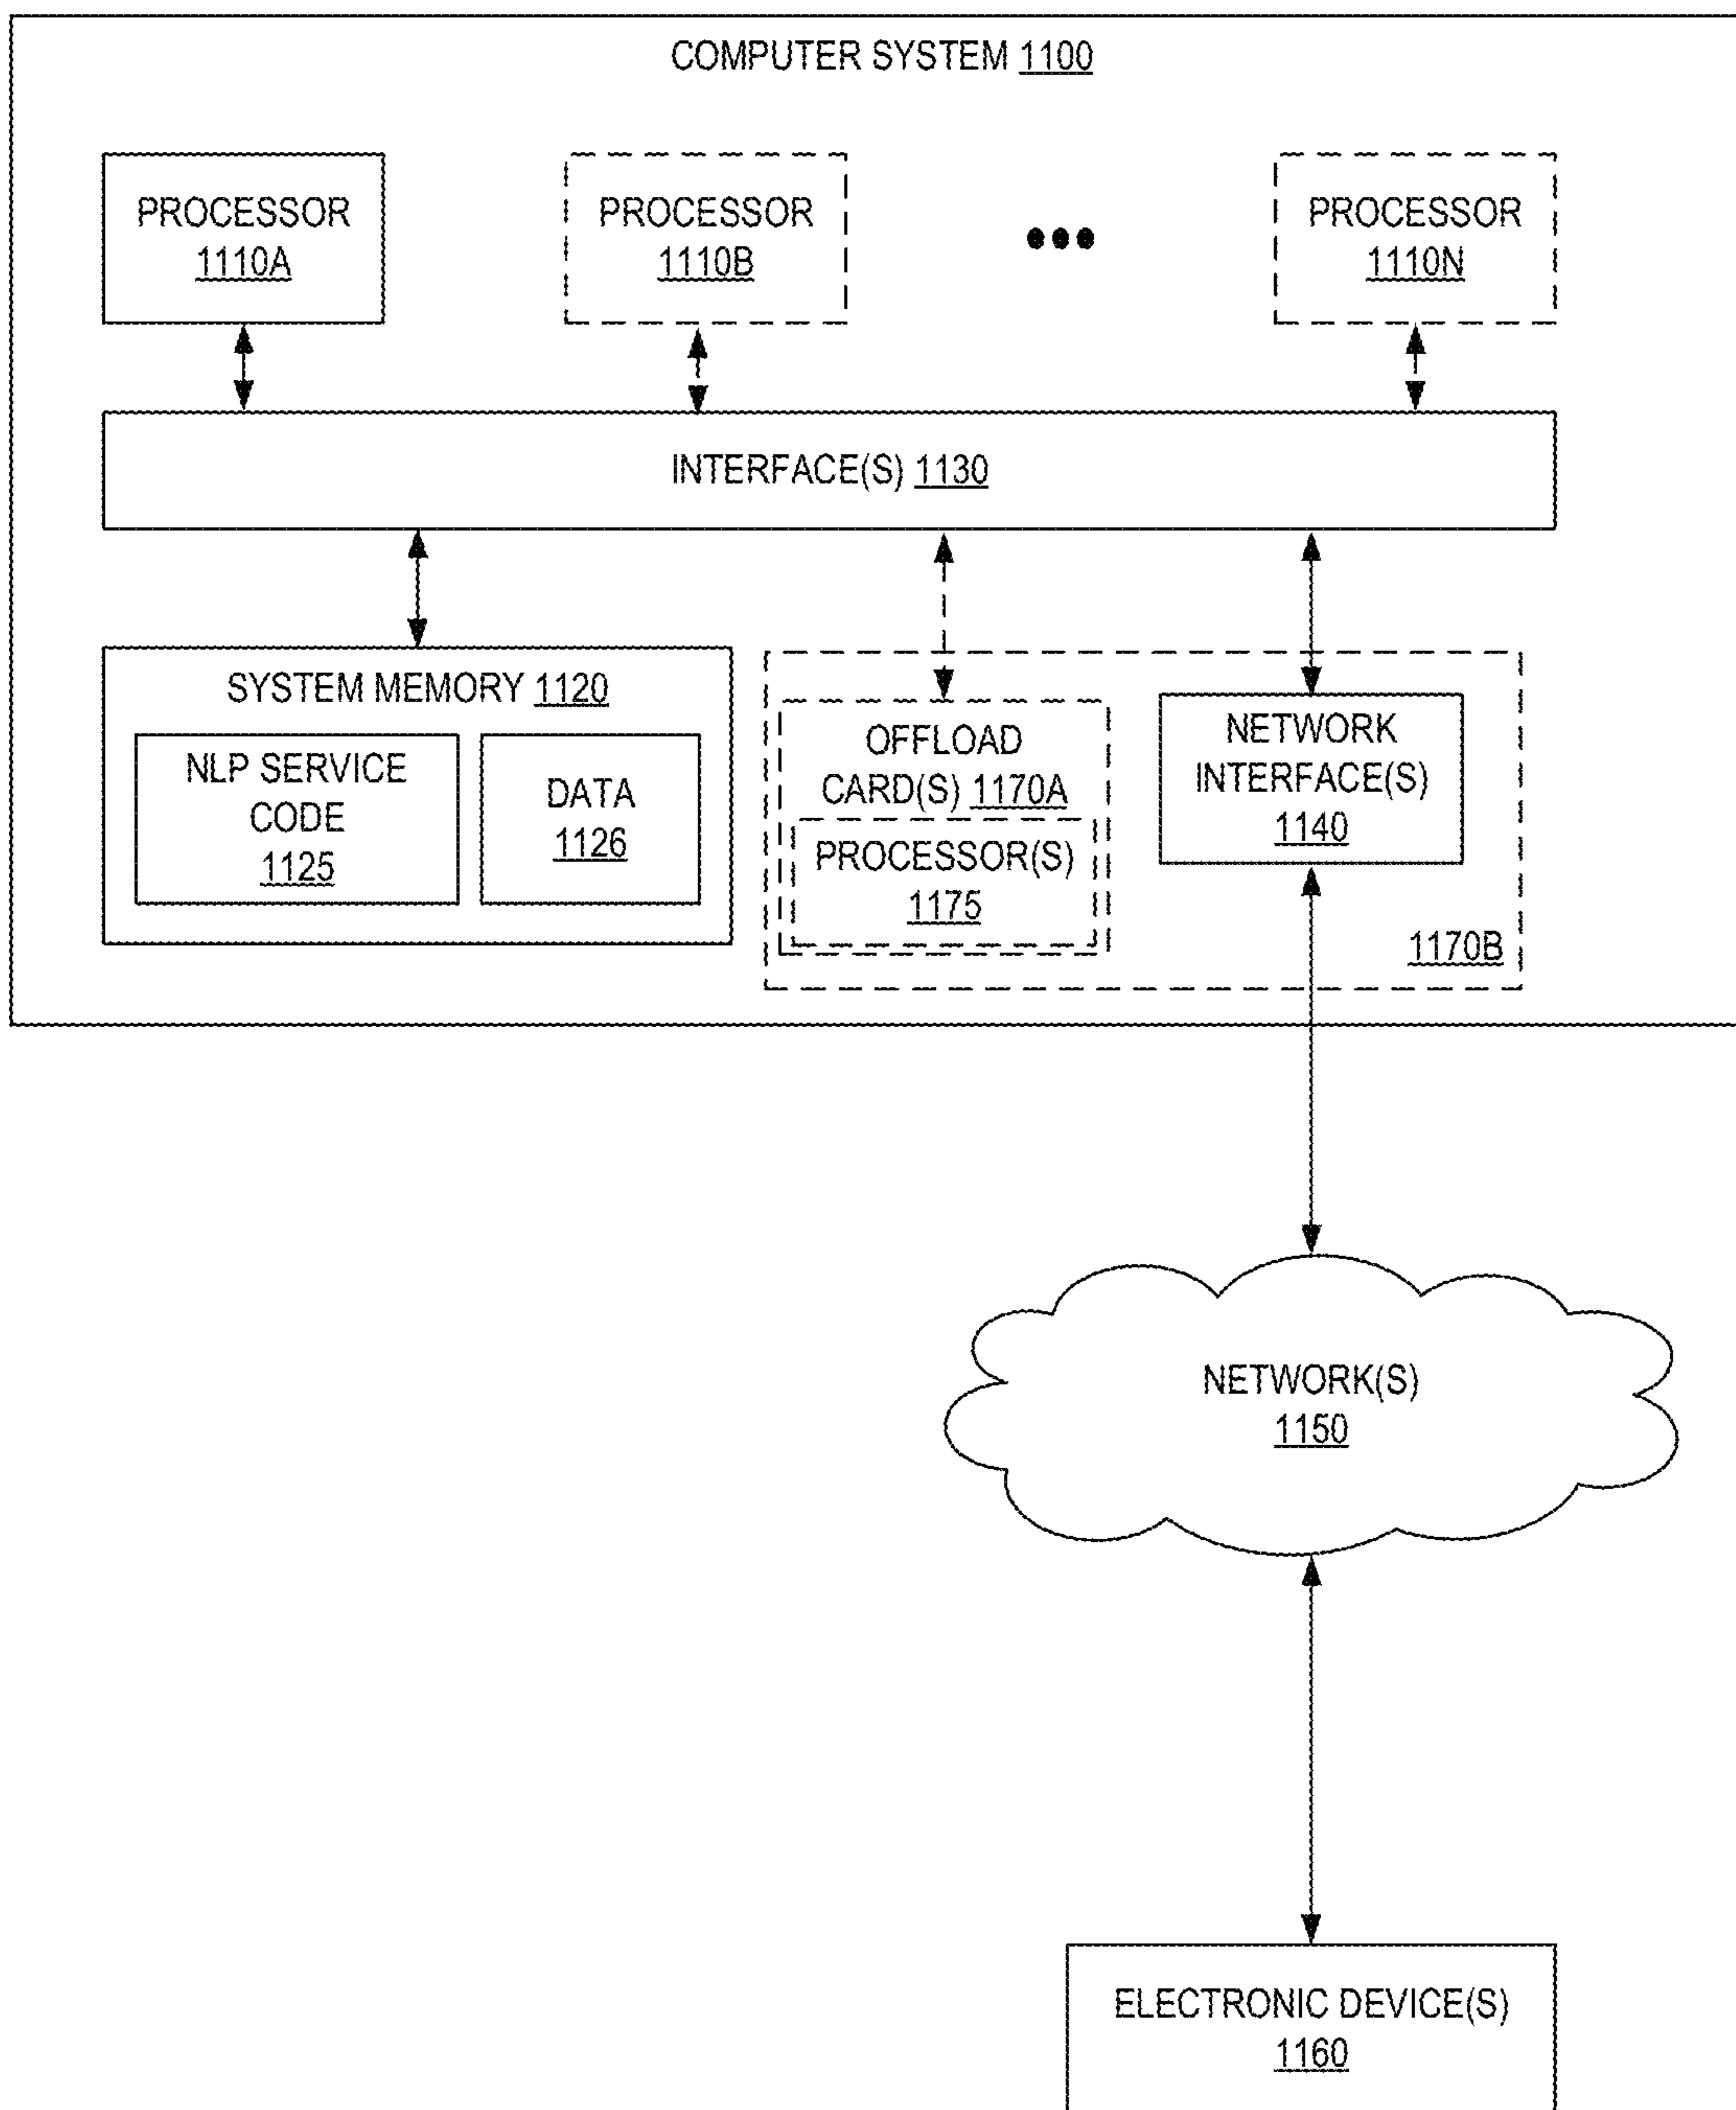 COMPUTER SYSTEM 1100
PROCESSOR
1110A
PROCESSOR
1110B
PROCESSOR
1110N
INTERFACE(S) 1130
SYSTEM MEMORY 1120
NLP SERVICE
CODE
1125
DATA
1126
OFFLOAD
CARD(S) 1170A
PROCESSOR(S)
1175
NETWORK
INTERFACE(S)
1140
1170B
NETWORK(S)
1150
ELECTRONIC DEVICE(S)
1160